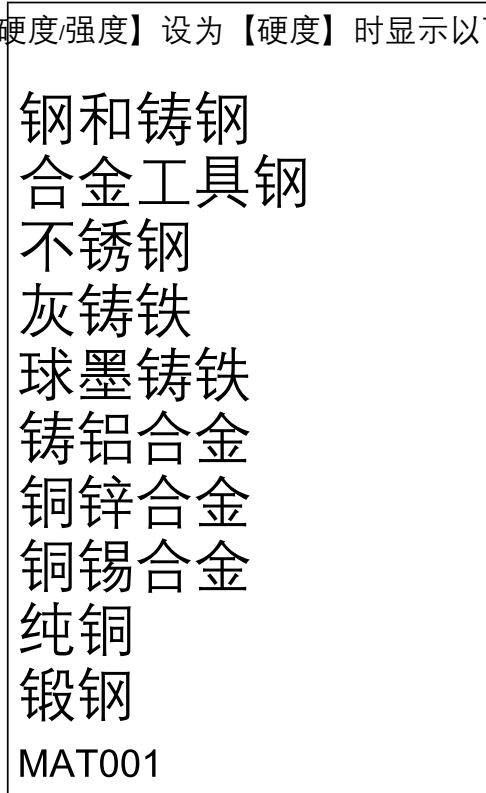 硬度/强度】设为【硬度】时显示以
钢和铸钢
合金工具钢
不锈钢
灰铸铁
球墨铸铁
铸铝合金
铜锌合金
铜锡合金
纯铜
锻钢
MAT001